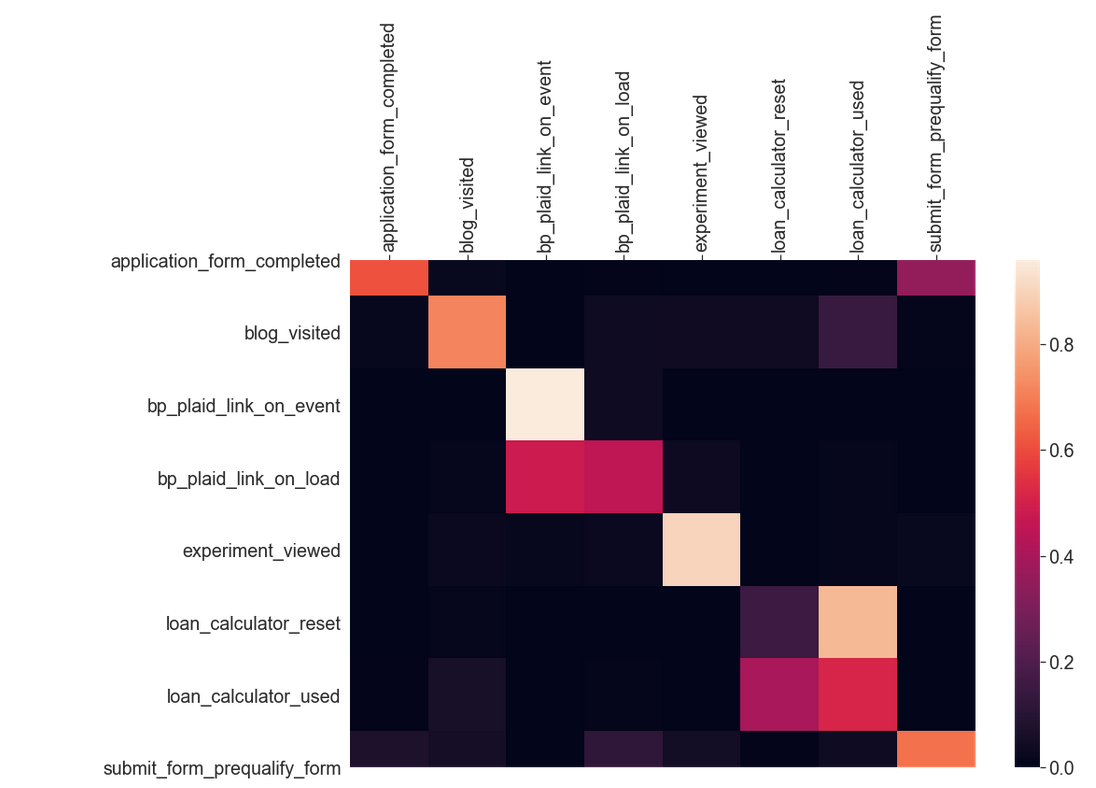 application_form_completed
blog_visited
bp_plaid_link_on_event
bp_plaid_link_on_load
experiment_viewed
loan_calculator_reset
loan_calculator_used
submit_form_prequalify_form
application_form_completed
blog_visited
bp_plaid_link_on_event
bp_plaid_link_on_load
experiment_viewed
loan_calculator_reset
loan_calculator_used
submit_form_prequalify_form
0.8
0.6
0.4
0.2
0.0